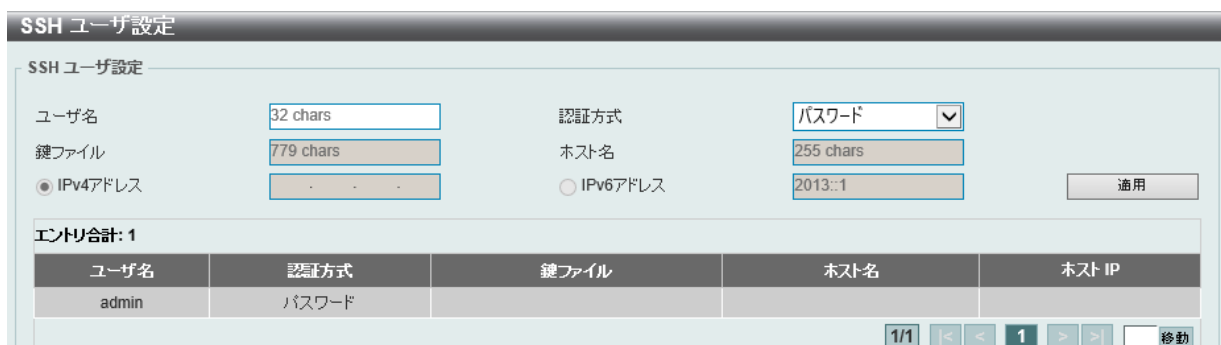 SSH ユーザ設定
SSH ユーザ設定
ユーザ名 32 chars 認証方式 パスワード
鍵ファイル 779 chars ホスト名 255 chars
IPv4アドレス . . . IPv6アドレス 2013::1 適用
エントリ合計: 1
ユーザ名 認証方式 鍵ファイル ホスト名 ホスト IP
admin パスワード
1/1 |< < 1 > >| 移動